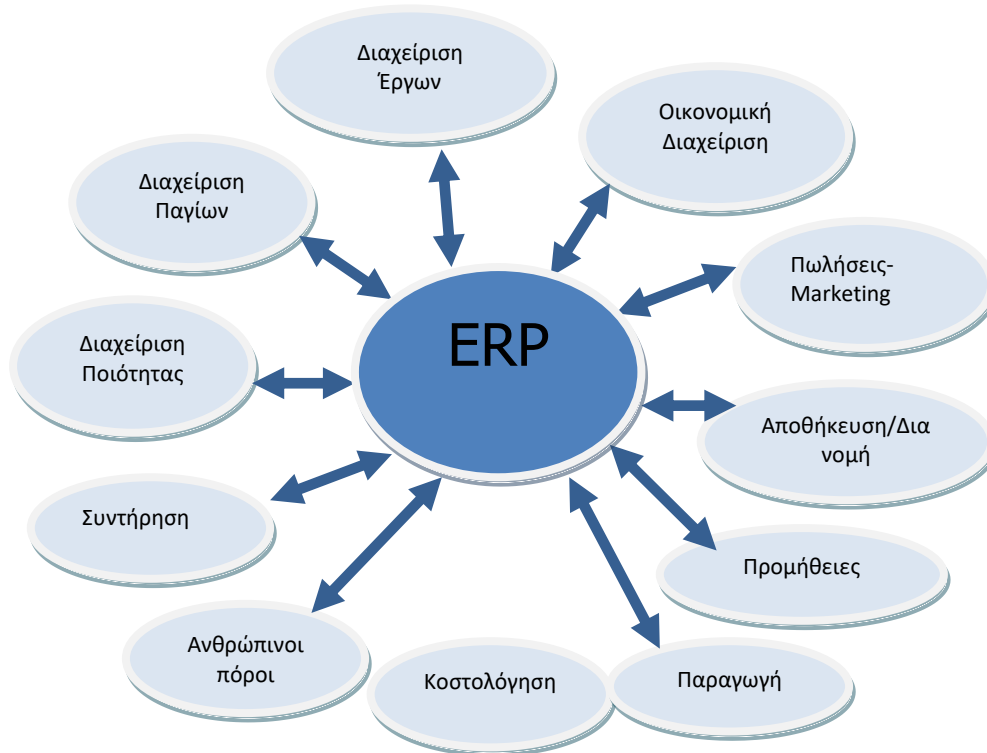 Διαχείριση
Έργων
Οικονομική
Διαχείριση
Διαχείριση
Παγίων
Πωλήσεις-
Marketing
ERP
Διαχείριση
Ποιότητας
Αποθήκευση/Δια
νομή
Συντήρηση
Προμήθειες
Ανθρώπινοι
πόροι
Κοστολόγηση
Παραγωγή